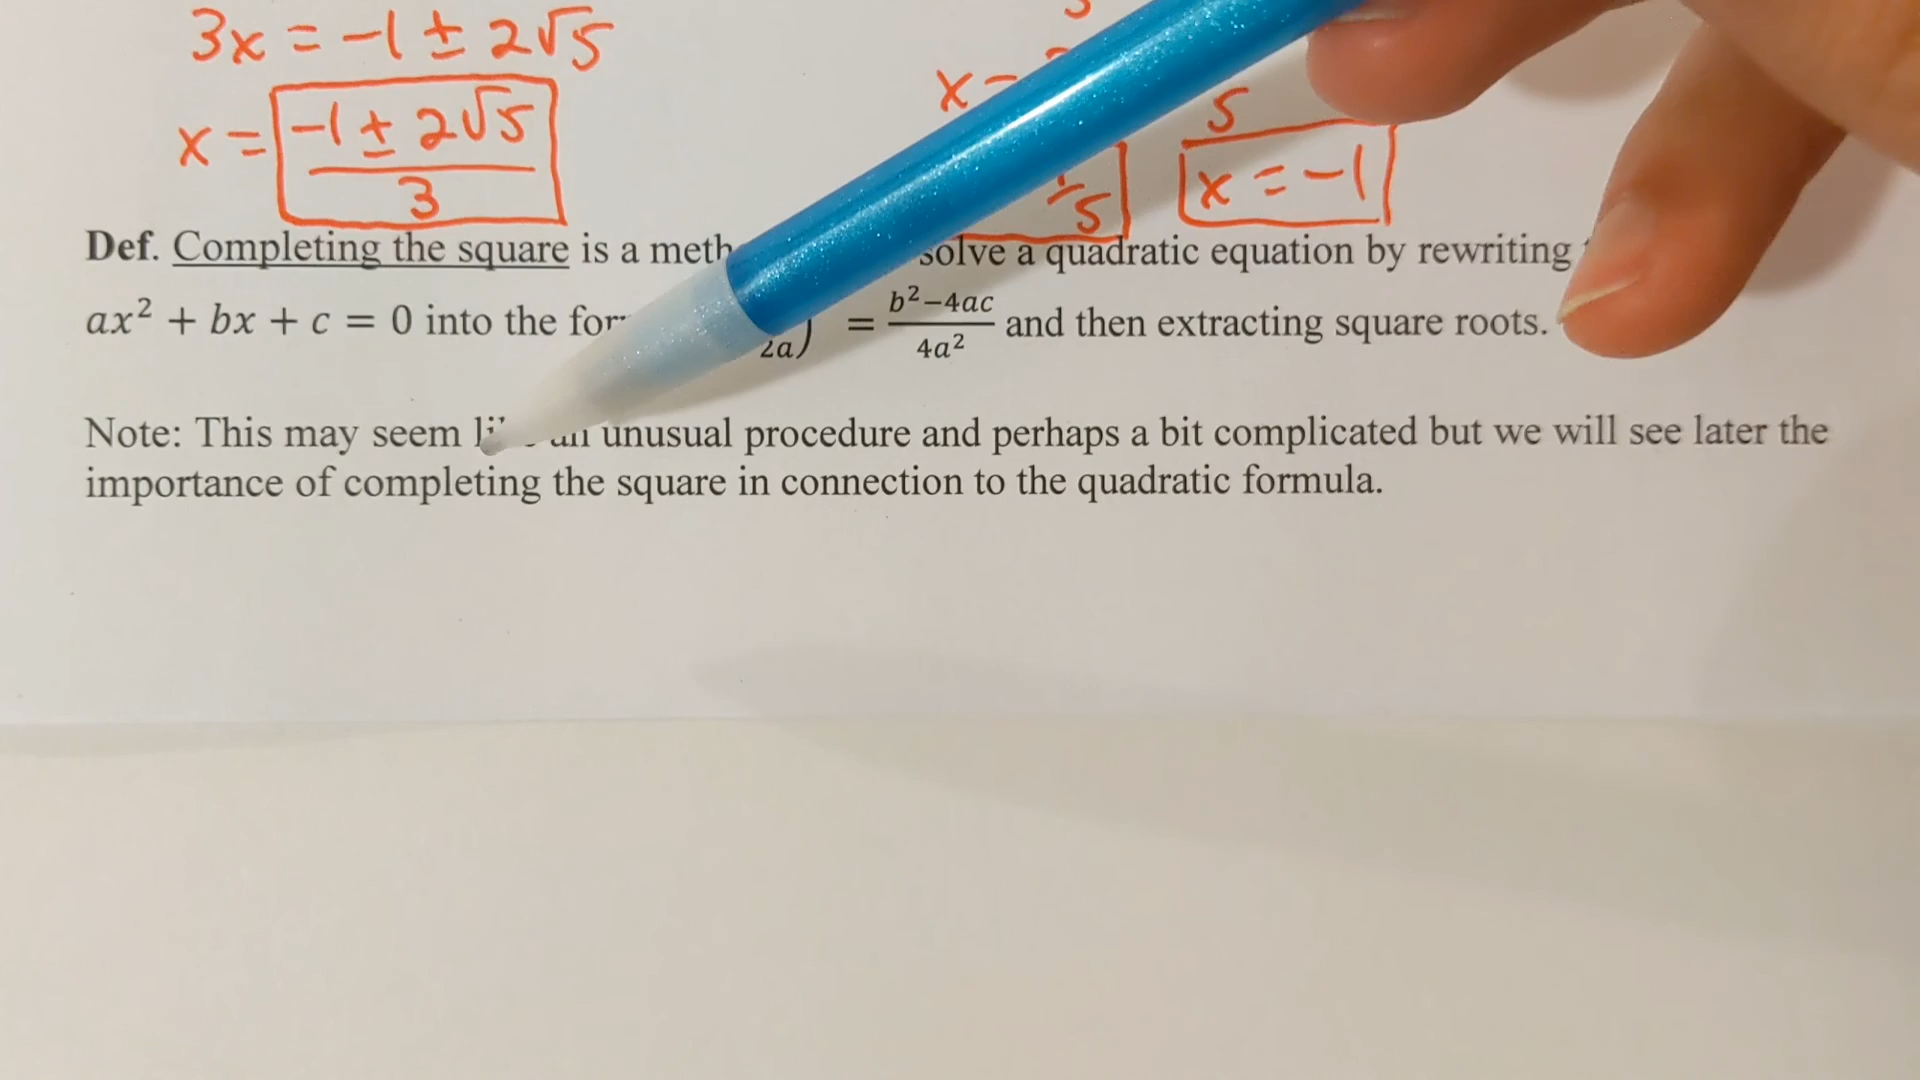 3x = -1 ± 2√5
x = (-1 ± 2√5)/3
x -
5
x = -1
Def. Completing the square is a solve a quadratic equation by rewriting
ax² + bx + c = 0 into the = (b²−4ac)/(4a²) and then extracting square roots.
Note: This may seem unusual procedure and perhaps a bit complicated but we will see later the
importance of completing the square in connection to the quadratic formula.